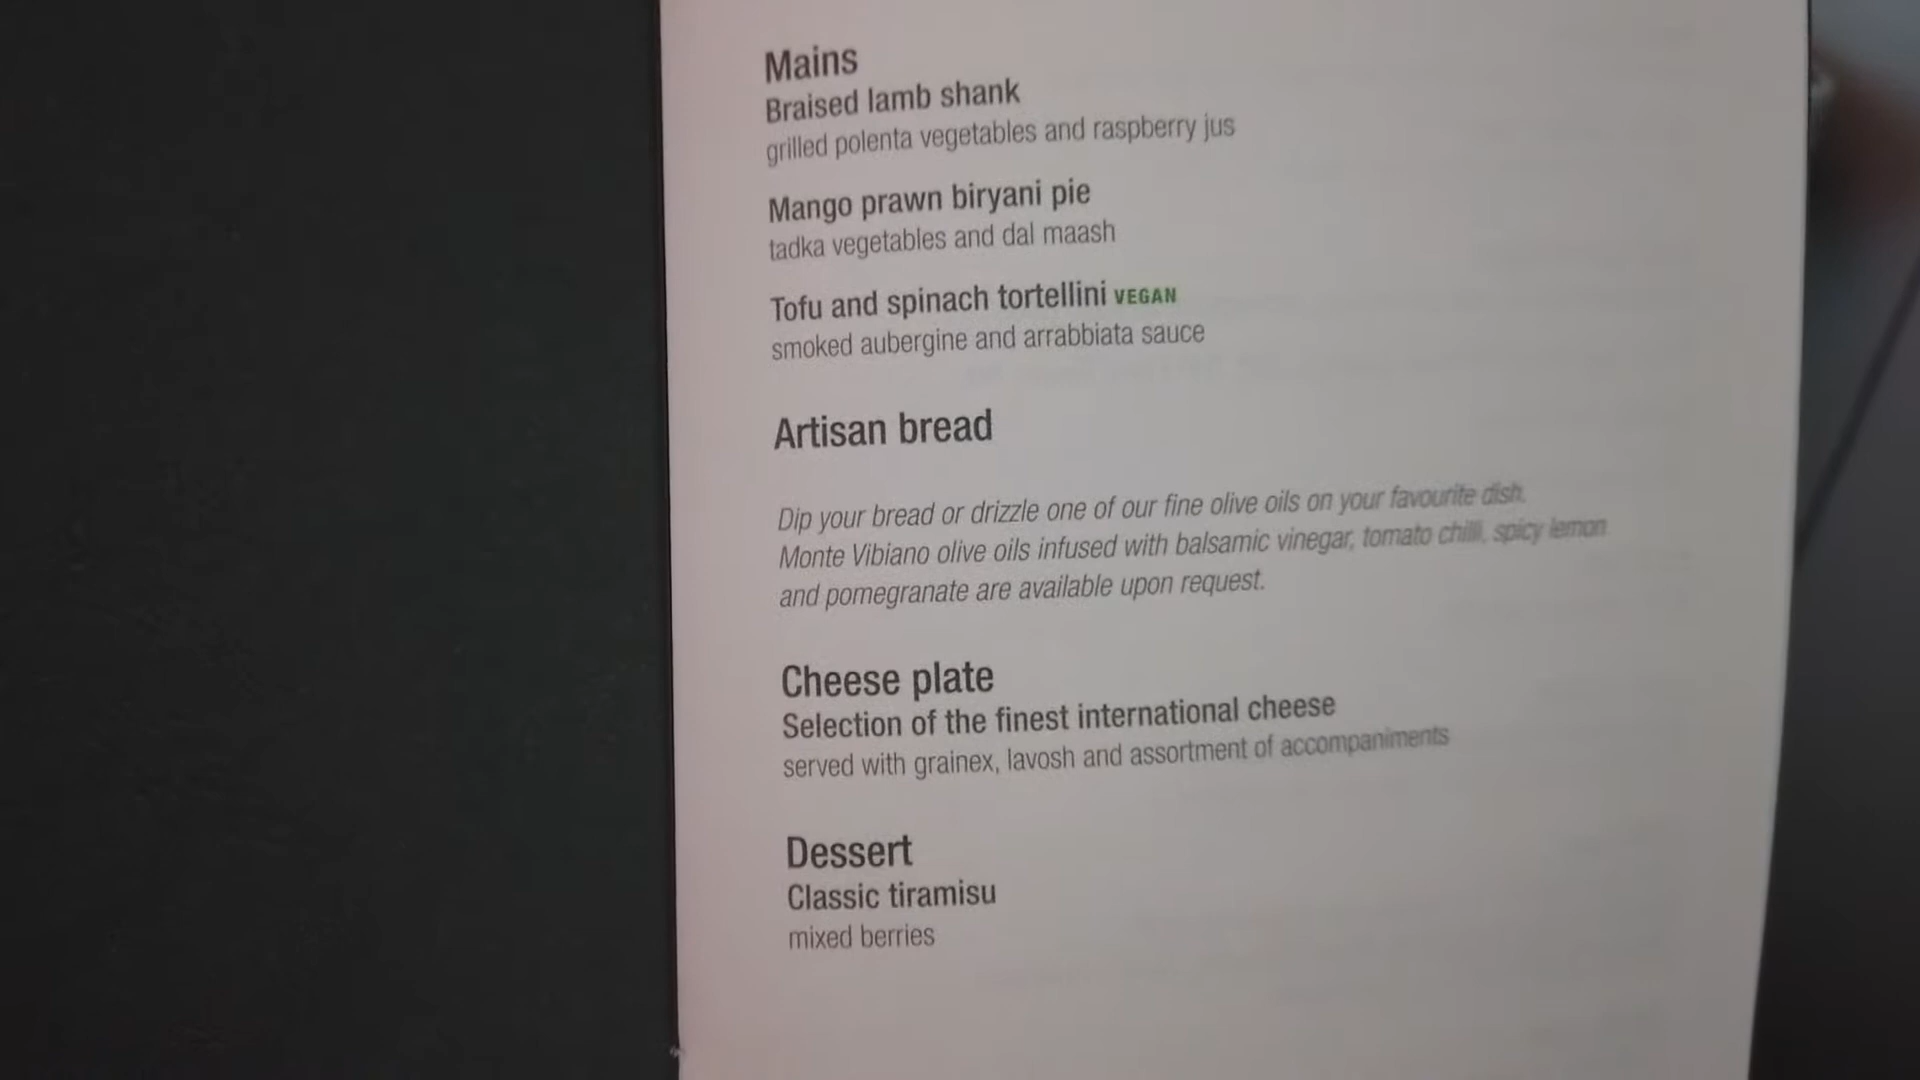 Mains
Braised lamb shank
grilled polenta vegetables and raspberry jus
Mango prawn biryani pie
tadka vegetables and dal maash
Tofu and spinach tortellini VEGAN
smoked aubergine and arrabbiata sauce
Artisan bread
Dip your bread or drizzle one of our fine olive oils on your favourite dish.
Monte Vibiano olive oils infused with balsamic vinegar, tomato chilli, spicy lemon
and pomegranate are available upon request.
Cheese plate
Selection of the finest international cheese
served with grainex, lavosh and assortment of accompaniments
Dessert
Classic tiramisu
mixed berries